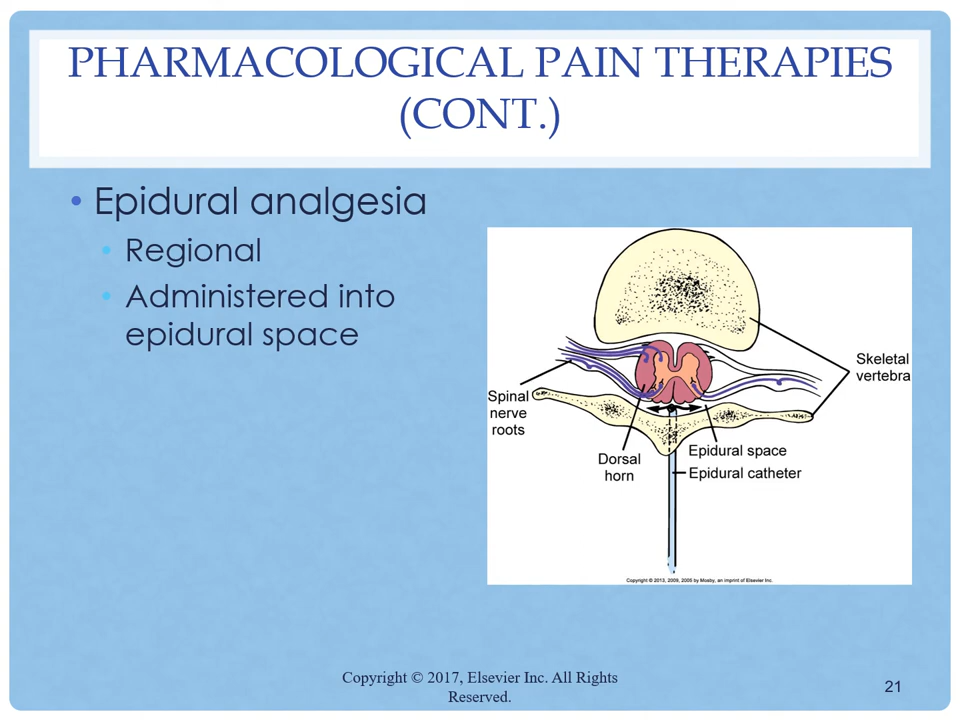 PHARMACOLOGICAL PAIN THERAPIES
(CONT.)
• Epidural analgesia
• Regional
• Administered into
epidural space
Skeletal
vertebra
Spinal
nerve
roots
Dorsal
horn
Epidural space
Epidural catheter
Copyright © 2013, 2009, 2005 by Mosby, an imprint of Elsevier Inc.
Copyright © 2017, Elsevier Inc. All Rights
Reserved.
21